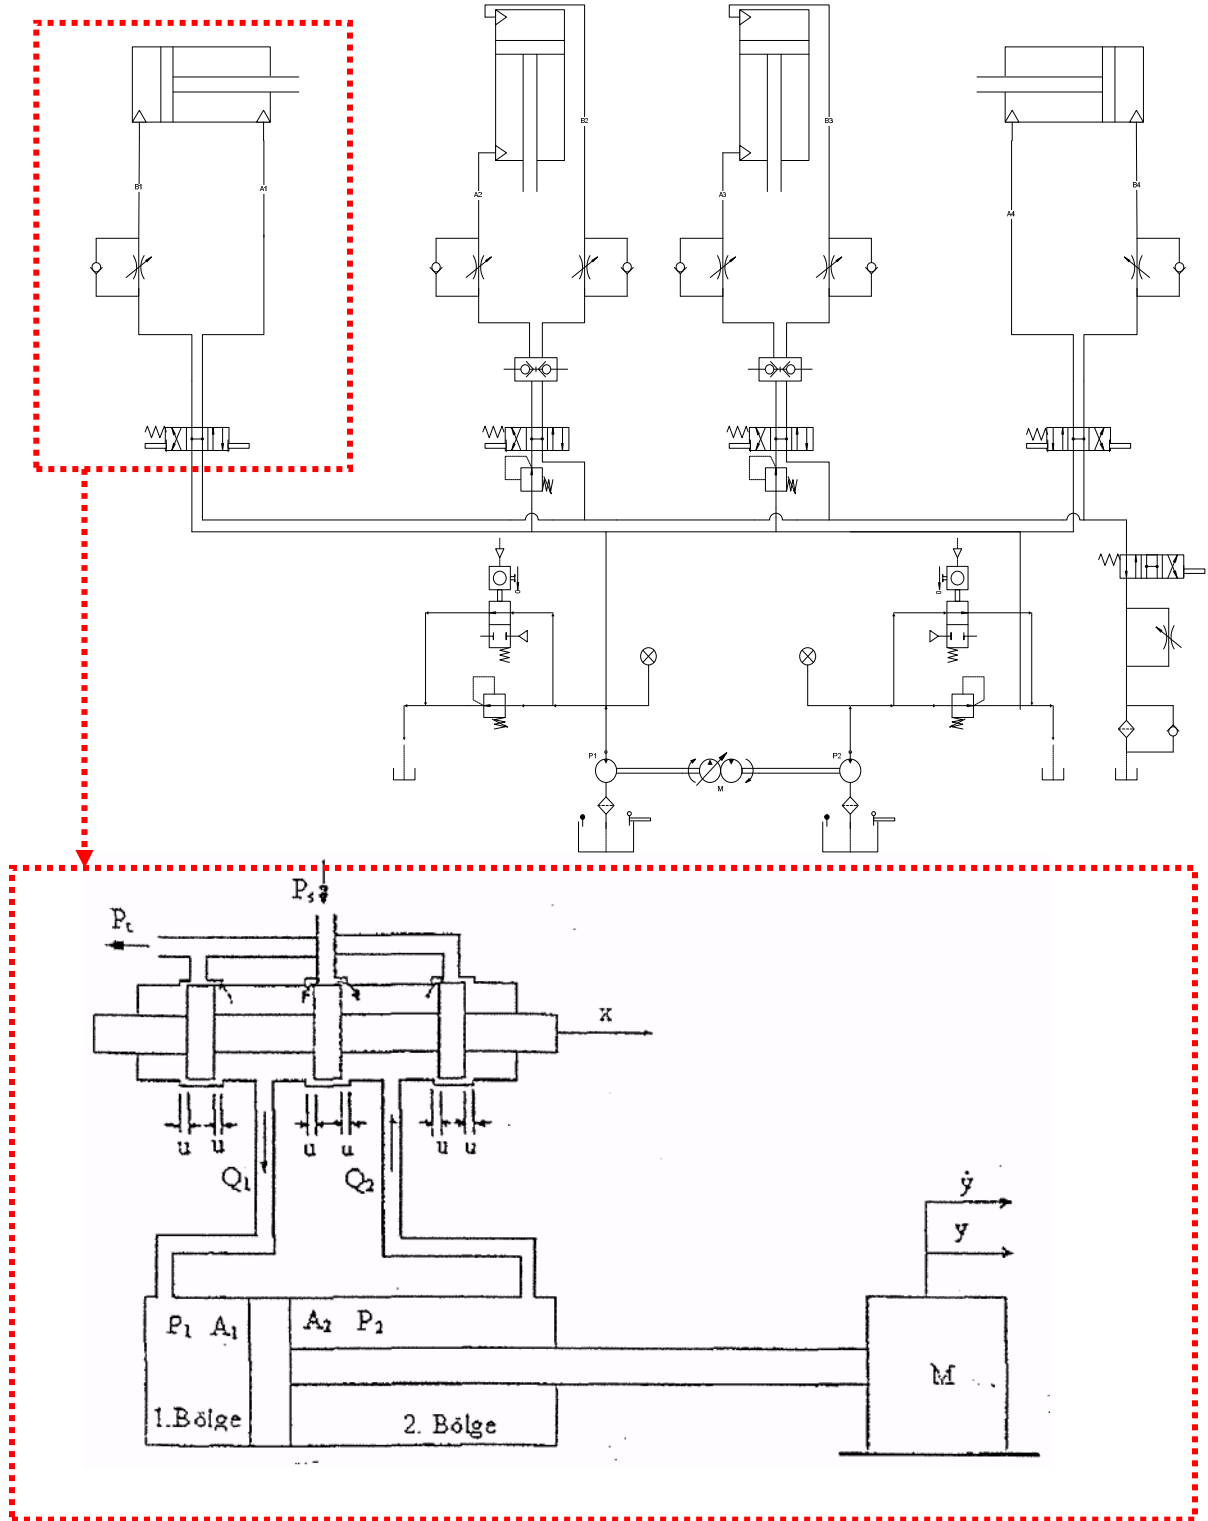 B2
B3
B1
A1
A2
A3
A4
B4
P1
M
P2
Ps
Pt
x
u u u u u u
Q1 Q2
ẏ
y
P1 A1 A2 P2
M
1.Bölge
2. Bölge